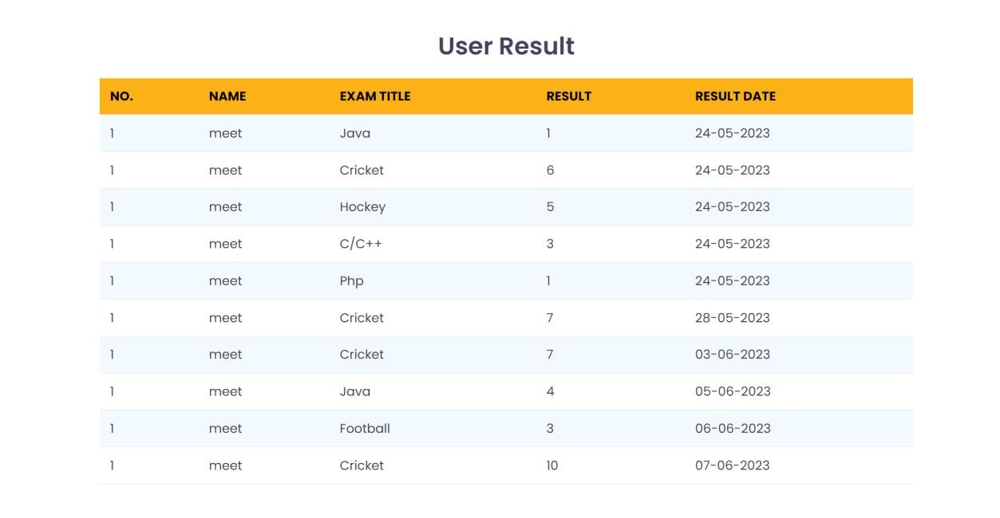 User Result
NO. NAME EXAM TITLE RESULT RESULT DATE
1 meet Java 1 24-05-2023
1 meet Cricket 6 24-05-2023
1 meet Hockey 5 24-05-2023
1 meet C/C++ 3 24-05-2023
1 meet Php 1 24-05-2023
1 meet Cricket 7 28-05-2023
1 meet Cricket 7 03-06-2023
1 meet Java 4 05-06-2023
1 meet Football 3 06-06-2023
1 meet Cricket 10 07-06-2023